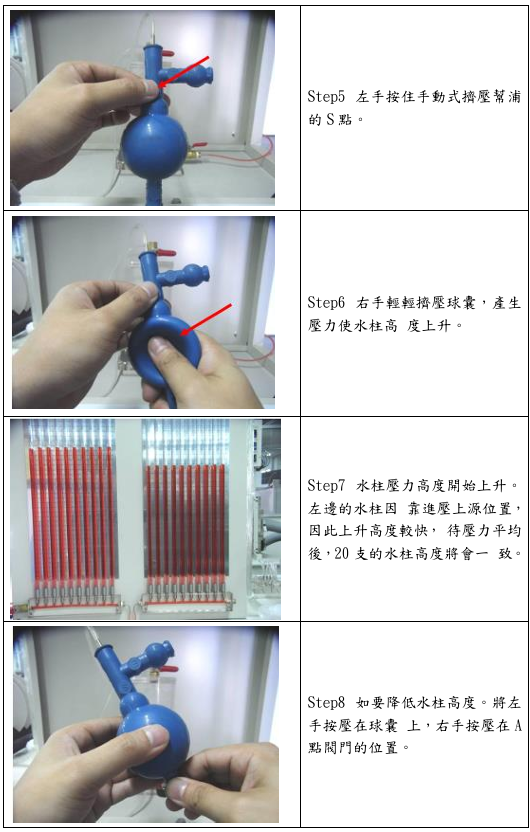 Step5 左手按住手動式擠壓幫浦
的 S 點。
Step6 右手輕輕擠壓球囊，產生
壓力使水柱高 度上升。
Step7 水柱壓力高度開始上升。
左邊的水柱因 靠進壓上源位置，
因此上升高度較快， 待壓力平均
後，20 支的水柱高度將會一 致。
Step8 如要降低水柱高度。將左
手按壓在球囊 上，右手按壓在 A
點閥門的位置。